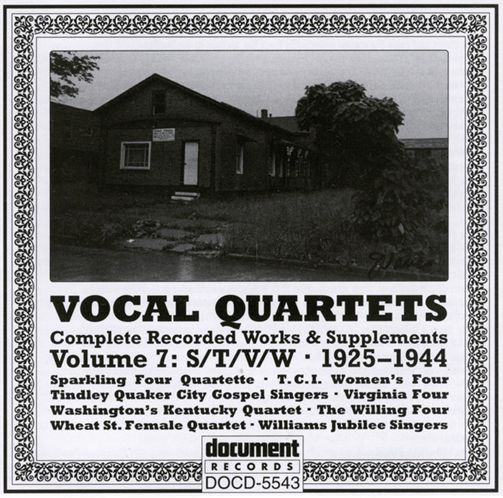 VOCAL QUARTETS
Complete Recorded Works & Supplements
Volume 7: S/T/V/W · 1925–1944
Sparkling Four Quartette · T.C.I. Women's Four
Tindley Quaker City Gospel Singers · Virginia Four
Washington's Kentucky Quartet · The Willing Four
Wheat St. Female Quartet · Williams Jubilee Singers
document
RECORDS
DOCD-5543